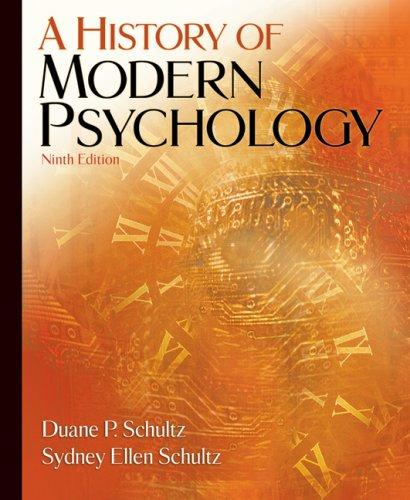 A History of
Modern
Psychology
Ninth Edition
Duane P. Schultz
Sydney Ellen Schultz